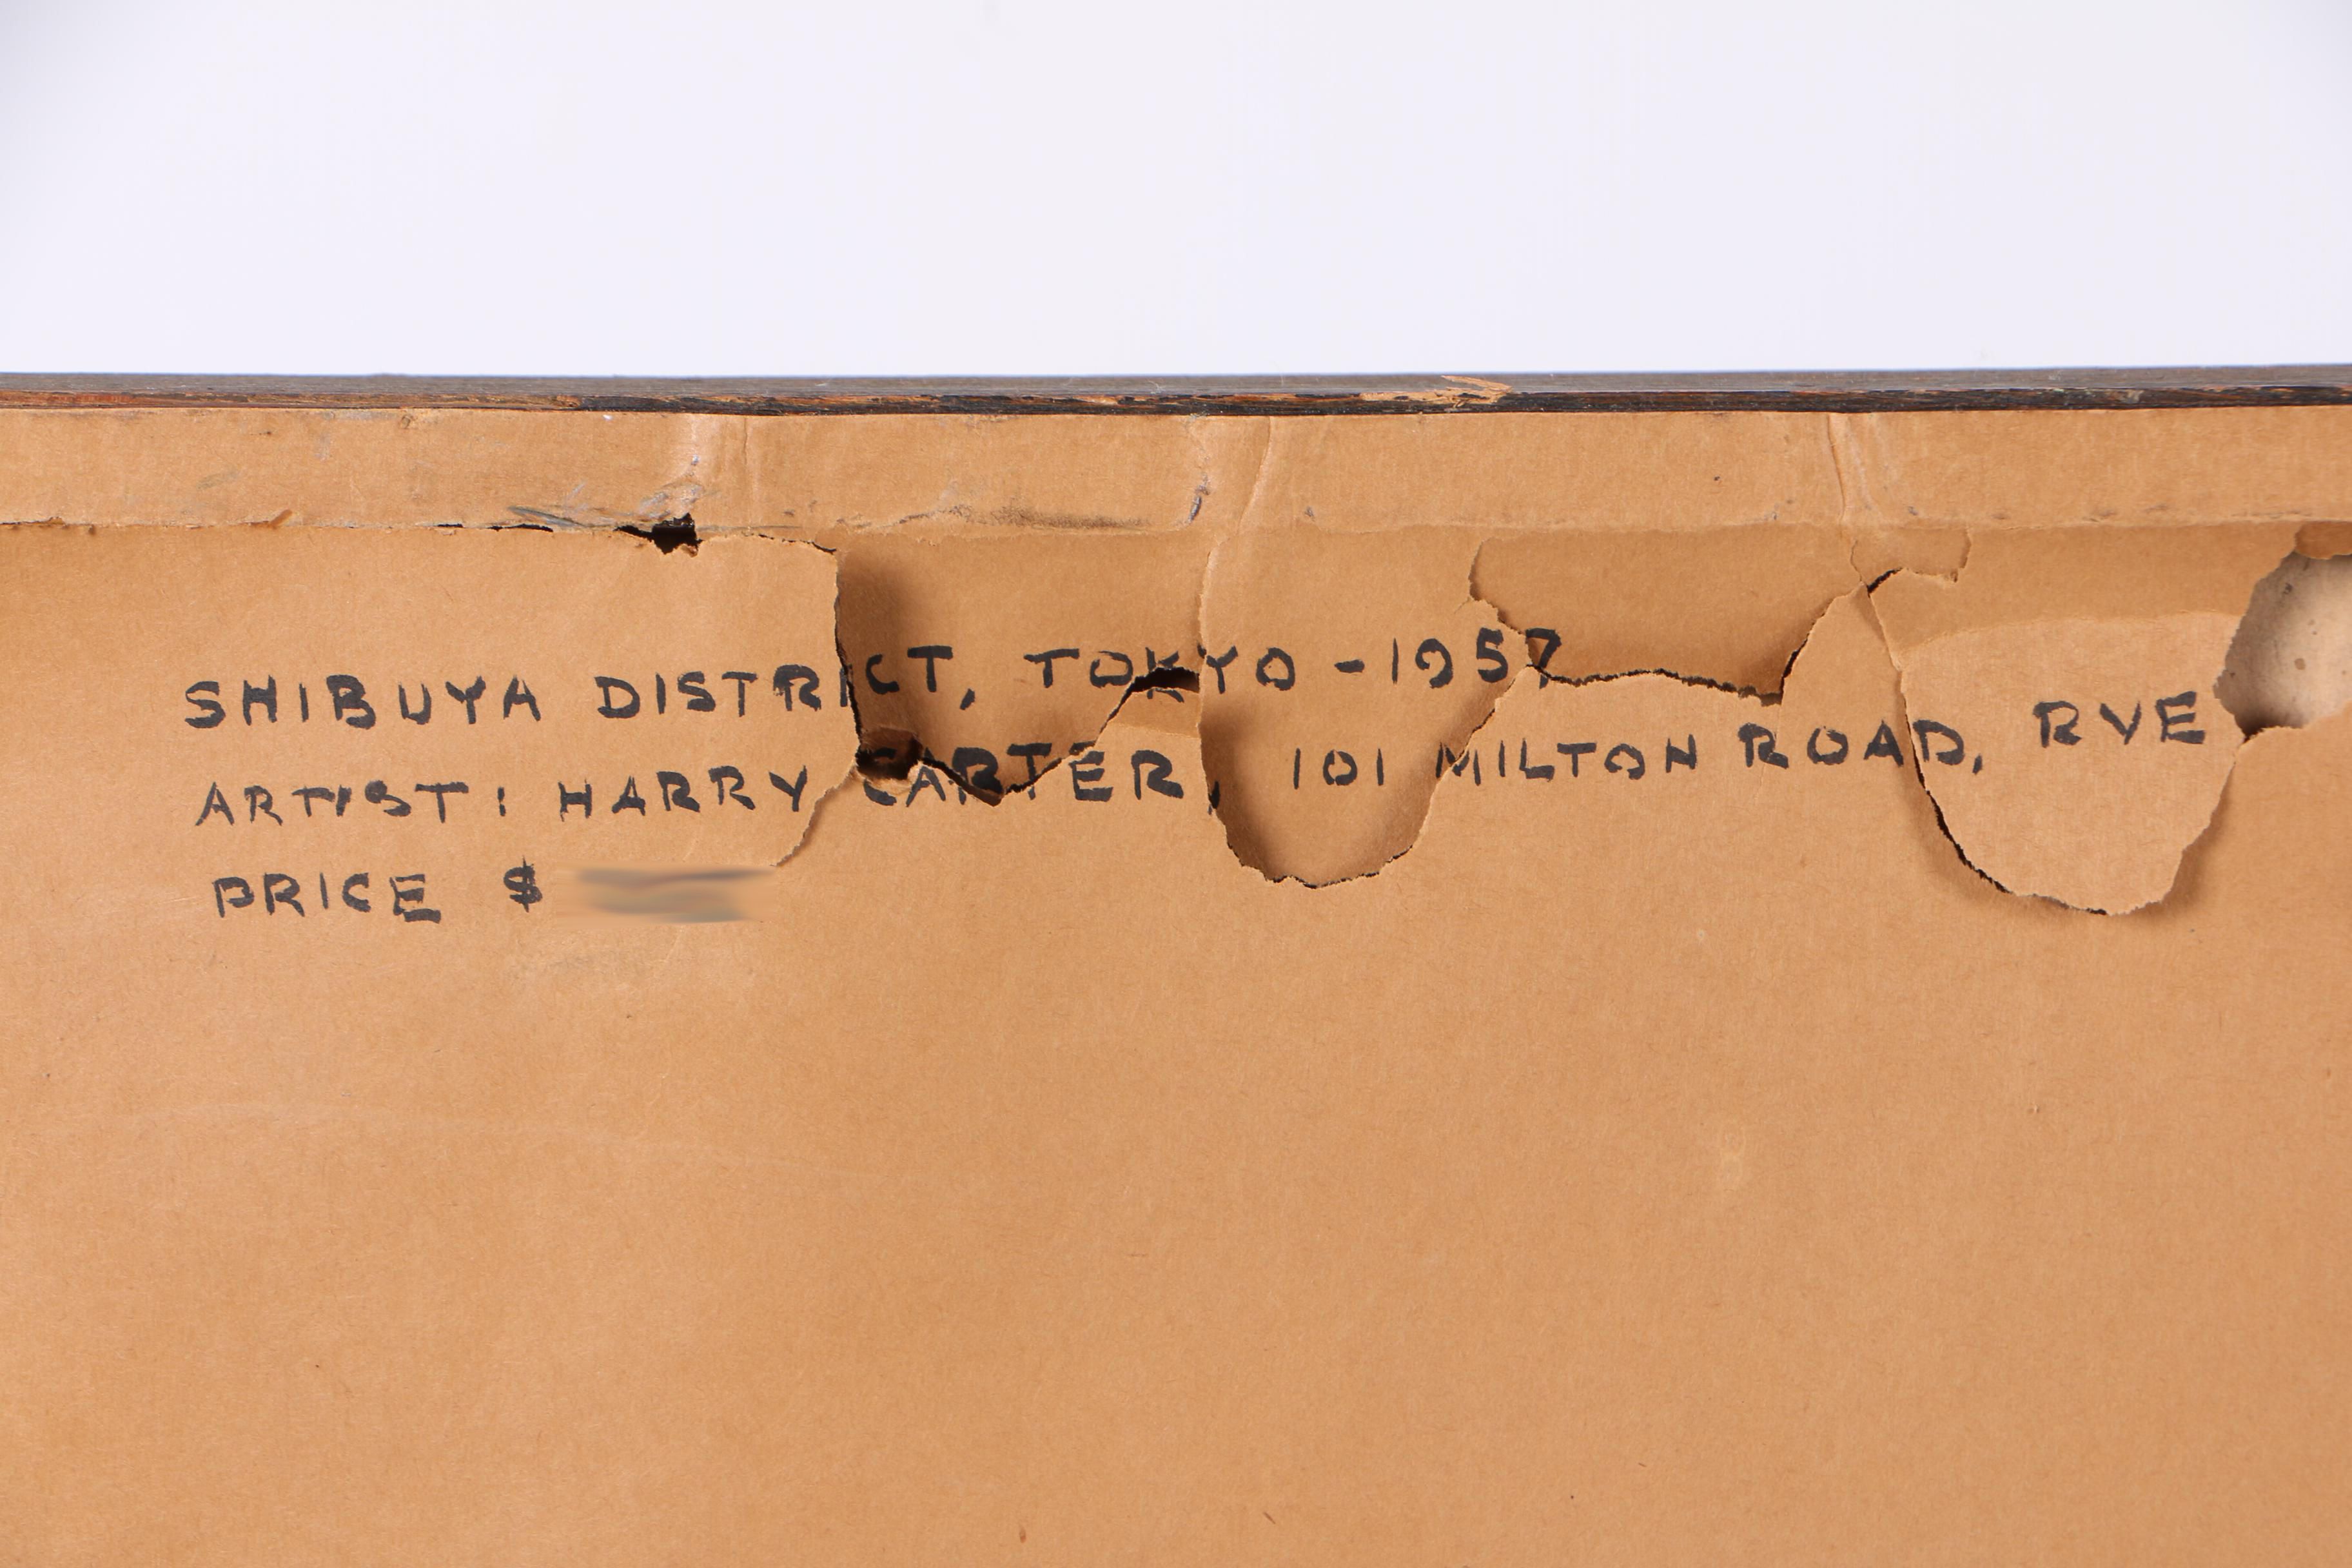 SHIBUYA DISTRICT, TOKYO - 1957
ARTIST: HARRY CARTER, 101 MILTON ROAD, RYE
PRICE $